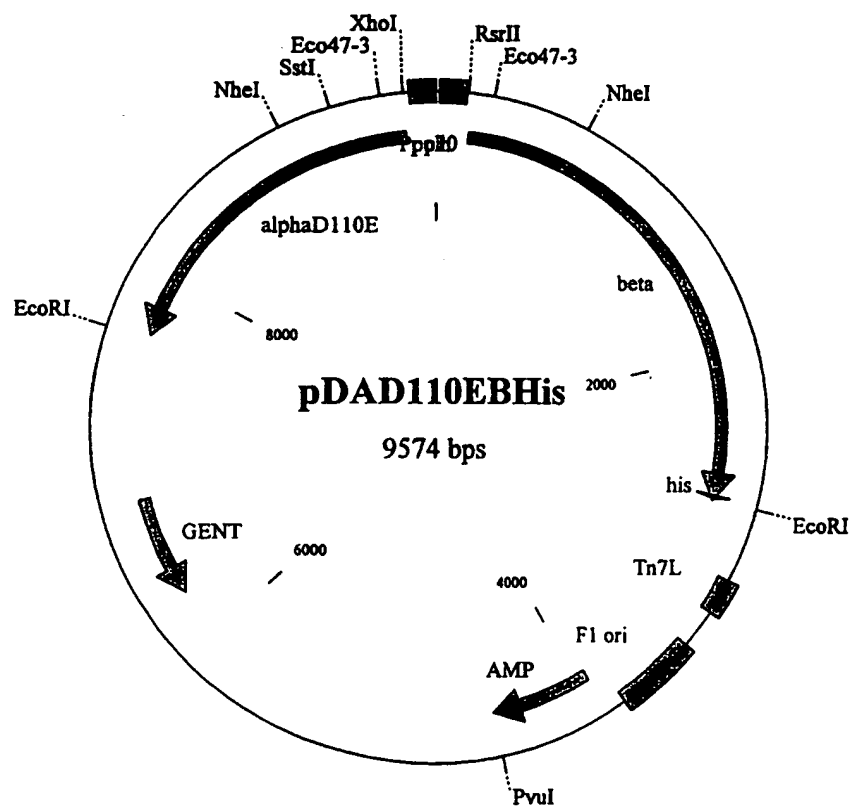 XhoI
RsrII
Eco47-3
Eco47-3
SstI
NheI
NheI
alphaD110E
beta
EcoRI
8000
2000
pDAD110EBHis
9574 bps
his
EcoRI
GENT
6000
Tn7L
4000
F1 ori
AMP
PvuI